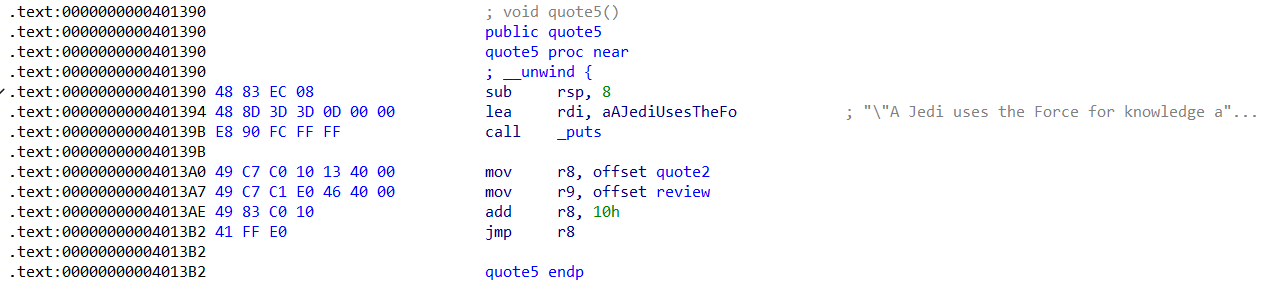 .text:0000000000401390 ; void quote5()
.text:0000000000401390 public quote5
.text:0000000000401390 quote5 proc near
.text:0000000000401390 ; __unwind {
.text:0000000000401390 48 83 EC 08 sub rsp, 8
.text:0000000000401394 48 8D 3D 3D 0D 00 00 lea rdi, aAJediUsesTheFo ; "\"A Jedi uses the Force for knowledge a"...
.text:000000000040139B E8 90 FC FF FF call _puts
.text:000000000040139B
.text:00000000004013A0 49 C7 C0 10 13 40 00 mov r8, offset quote2
.text:00000000004013A7 49 C7 C1 E0 46 40 00 mov r9, offset review
.text:00000000004013AE 49 83 C0 10 add r8, 10h
.text:00000000004013B2 41 FF E0 jmp r8
.text:00000000004013B2
.text:00000000004013B2 quote5 endp